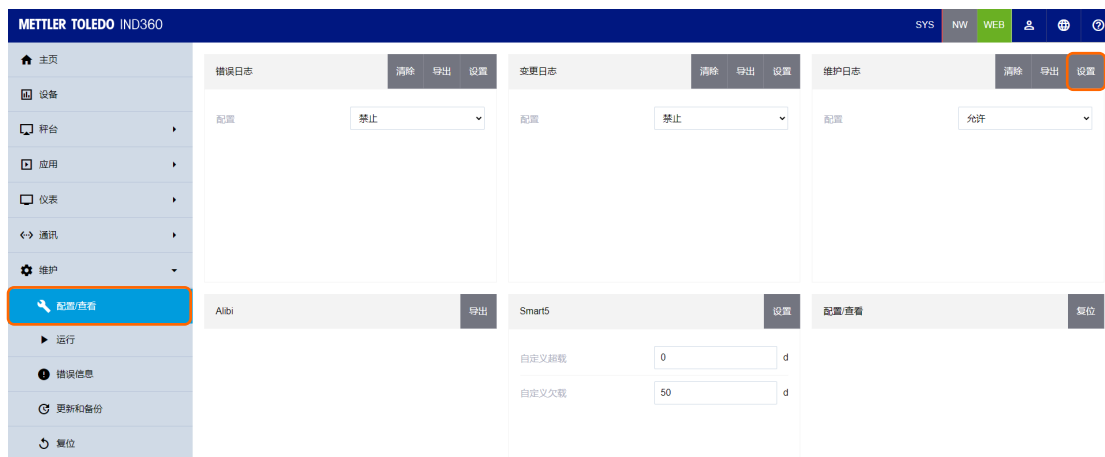 METTLER TOLEDO IND360
SYS NW WEB
主页
设备
秤台
应用
仪表
通讯
维护
配置/查看
运行
错误信息
更新和备份
复位
错误日志 清除 导出 设置
配置 禁止
变更日志 清除 导出 设置
配置 禁止
维护日志 清除 导出 设置
配置 允许
Alibi 导出
Smart5 设置
自定义超载 0 d
自定义欠载 50 d
配置/查看 复位